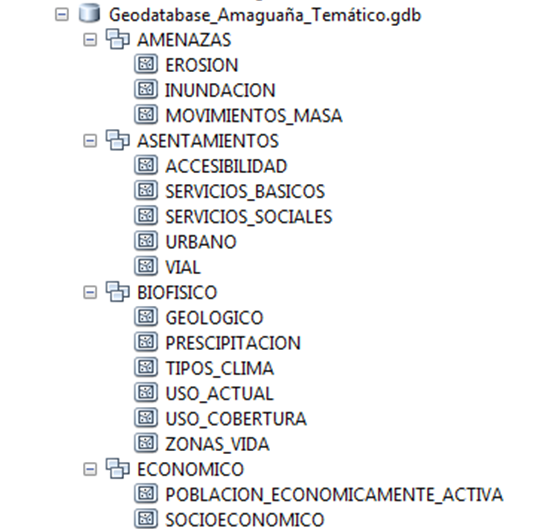 Geodatabase_Amaguaña_Temático.gdb
AMENAZAS
EROSION
INUNDACION
MOVIMIENTOS_MASA
ASENTAMIENTOS
ACCESIBILIDAD
SERVICIOS_BASICOS
SERVICIOS_SOCIALES
URBANO
VIAL
BIOFISICO
GEOLOGICO
PRESCIPITACION
TIPOS_CLIMA
USO_ACTUAL
USO_COBERTURA
ZONAS_VIDA
ECONOMICO
POBLACION_ECONOMICAMENTE_ACTIVA
SOCIOECONOMICO